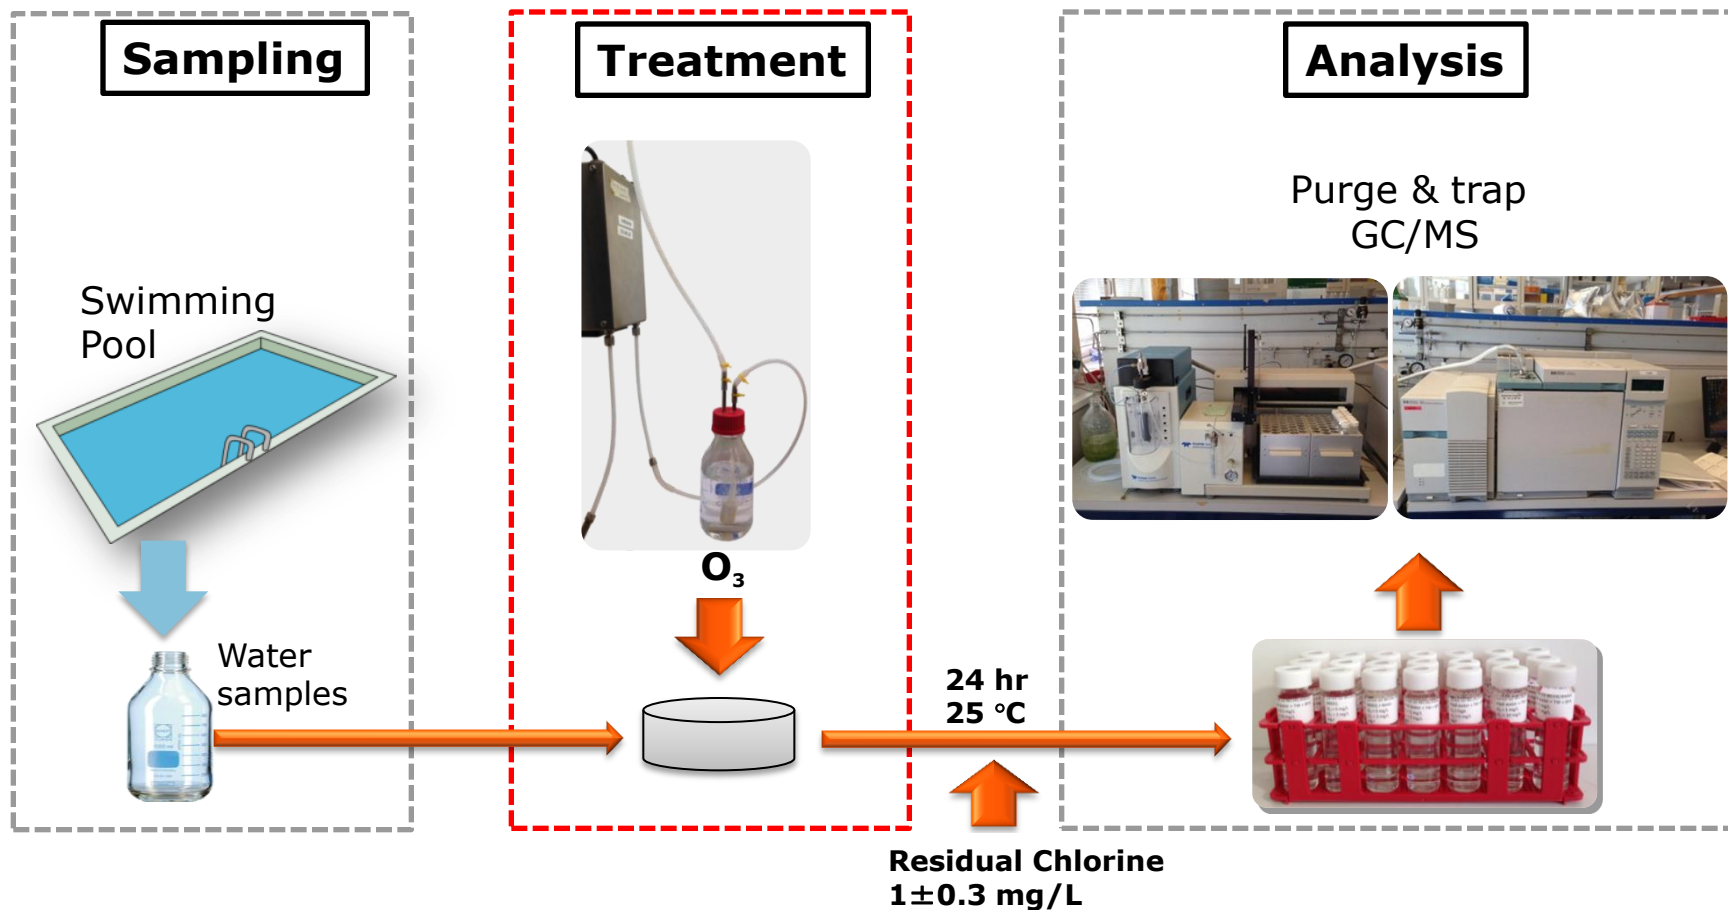 Sampling
Treatment
Analysis
Swimming
Pool
Water
samples
O₃
24 hr
25 °C
Residual Chlorine
1±0.3 mg/L
Purge & trap
GC/MS